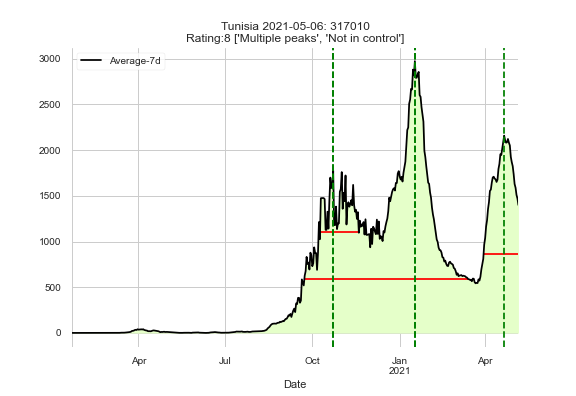 Tunisia 2021-05-06: 317010
Rating:8 ['Multiple peaks', 'Not in control']
Average-7d
3000
2500
2000
1500
1000
500
0
Apr
Jul
Oct
Jan
2021
Apr
Date